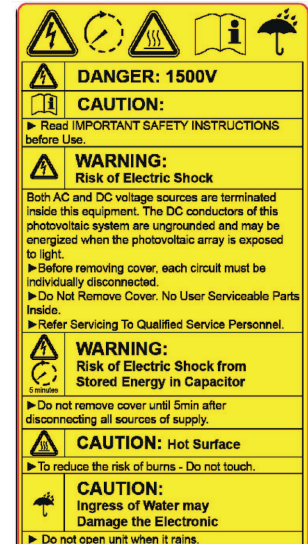 DANGER: 1500V
CAUTION:
► Read IMPORTANT SAFETY INSTRUCTIONS
before Use.
WARNING:
Risk of Electric Shock
Both AC and DC voltage sources are terminated
inside this equipment. The DC conductors of this
photovoltaic system are ungrounded and may be
energized when the photovoltaic array is exposed
to light.
►Before removing cover, each circuit must be
individually disconnected.
►Do Not Remove Cover. No User Serviceable Parts
Inside.
►Refer Servicing To Qualified Service Personnel.
WARNING:
Risk of Electric Shock from
Stored Energy in Capacitor
5 minutes
►Do not remove cover until 5min after
disconnecting all sources of supply.
CAUTION: Hot Surface
►To reduce the risk of burns - Do not touch.
CAUTION:
Ingress of Water may
Damage the Electronic
► Do not open unit when it rains.